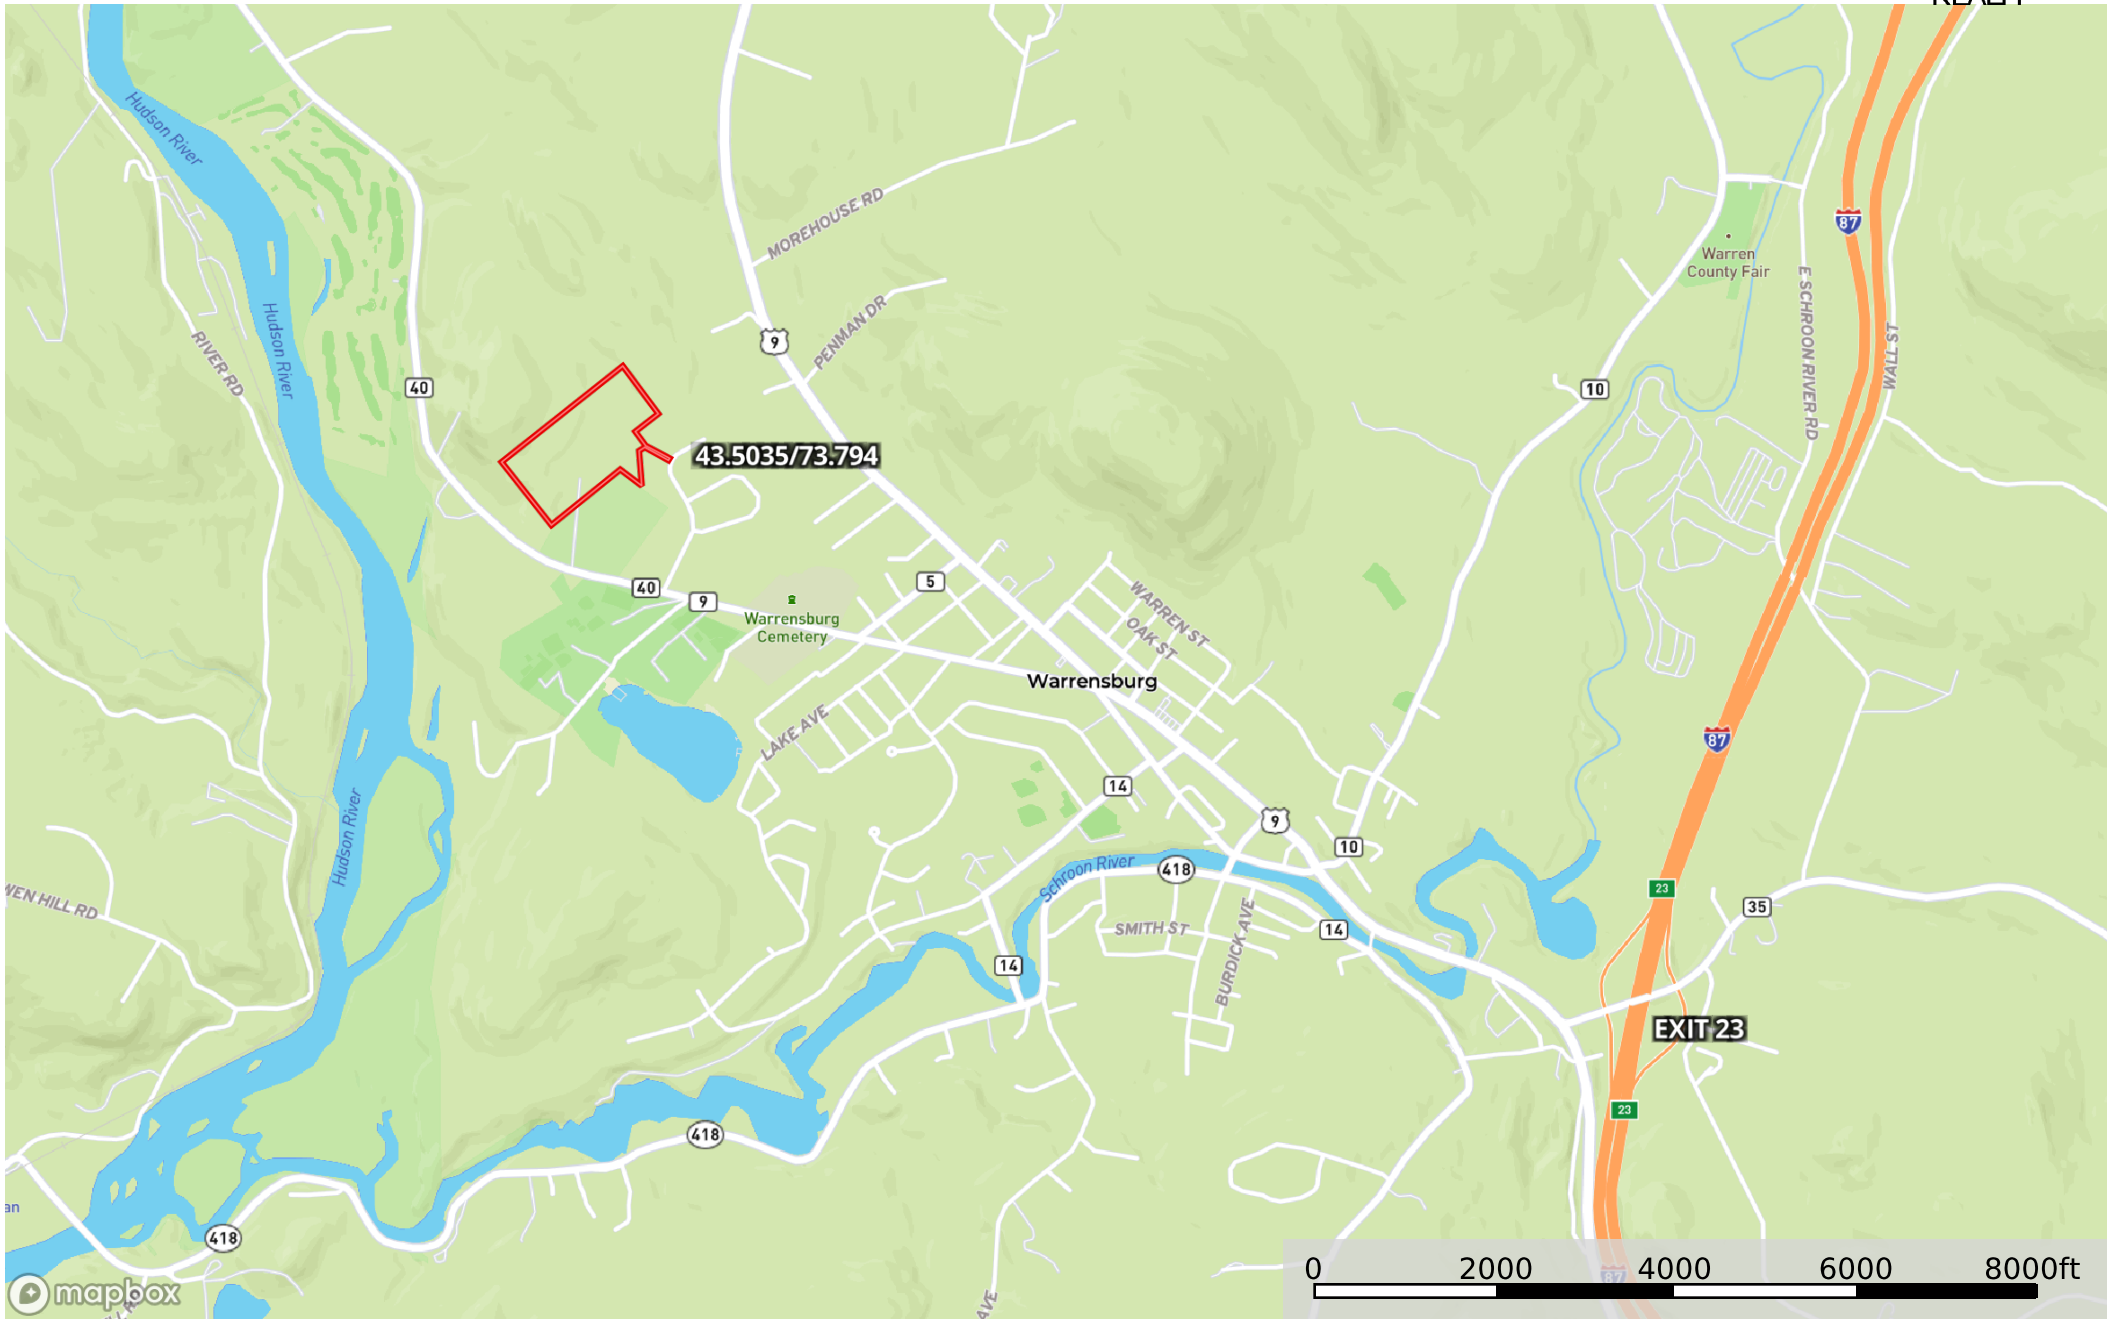 Hudson River
MOREHOUSE RD
87
Warren
County Fair
E SCHROON RIVER RD
Hudson River
RIVER RD
PENMAN DR
9
WALL ST
40
10
43.5035/73.794
40
9
5
Warrensburg
Cemetery
WARREN ST
OAK ST
Warrensburg
LAKE AVE
87
14
9
Hudson River
10
Schroon River
418
23
35
SMITH ST
BURDICK AVE
14
14
EXIT 23
23
418
418
87
AVE
0 2000 4000 6000 8000ft
mapbox